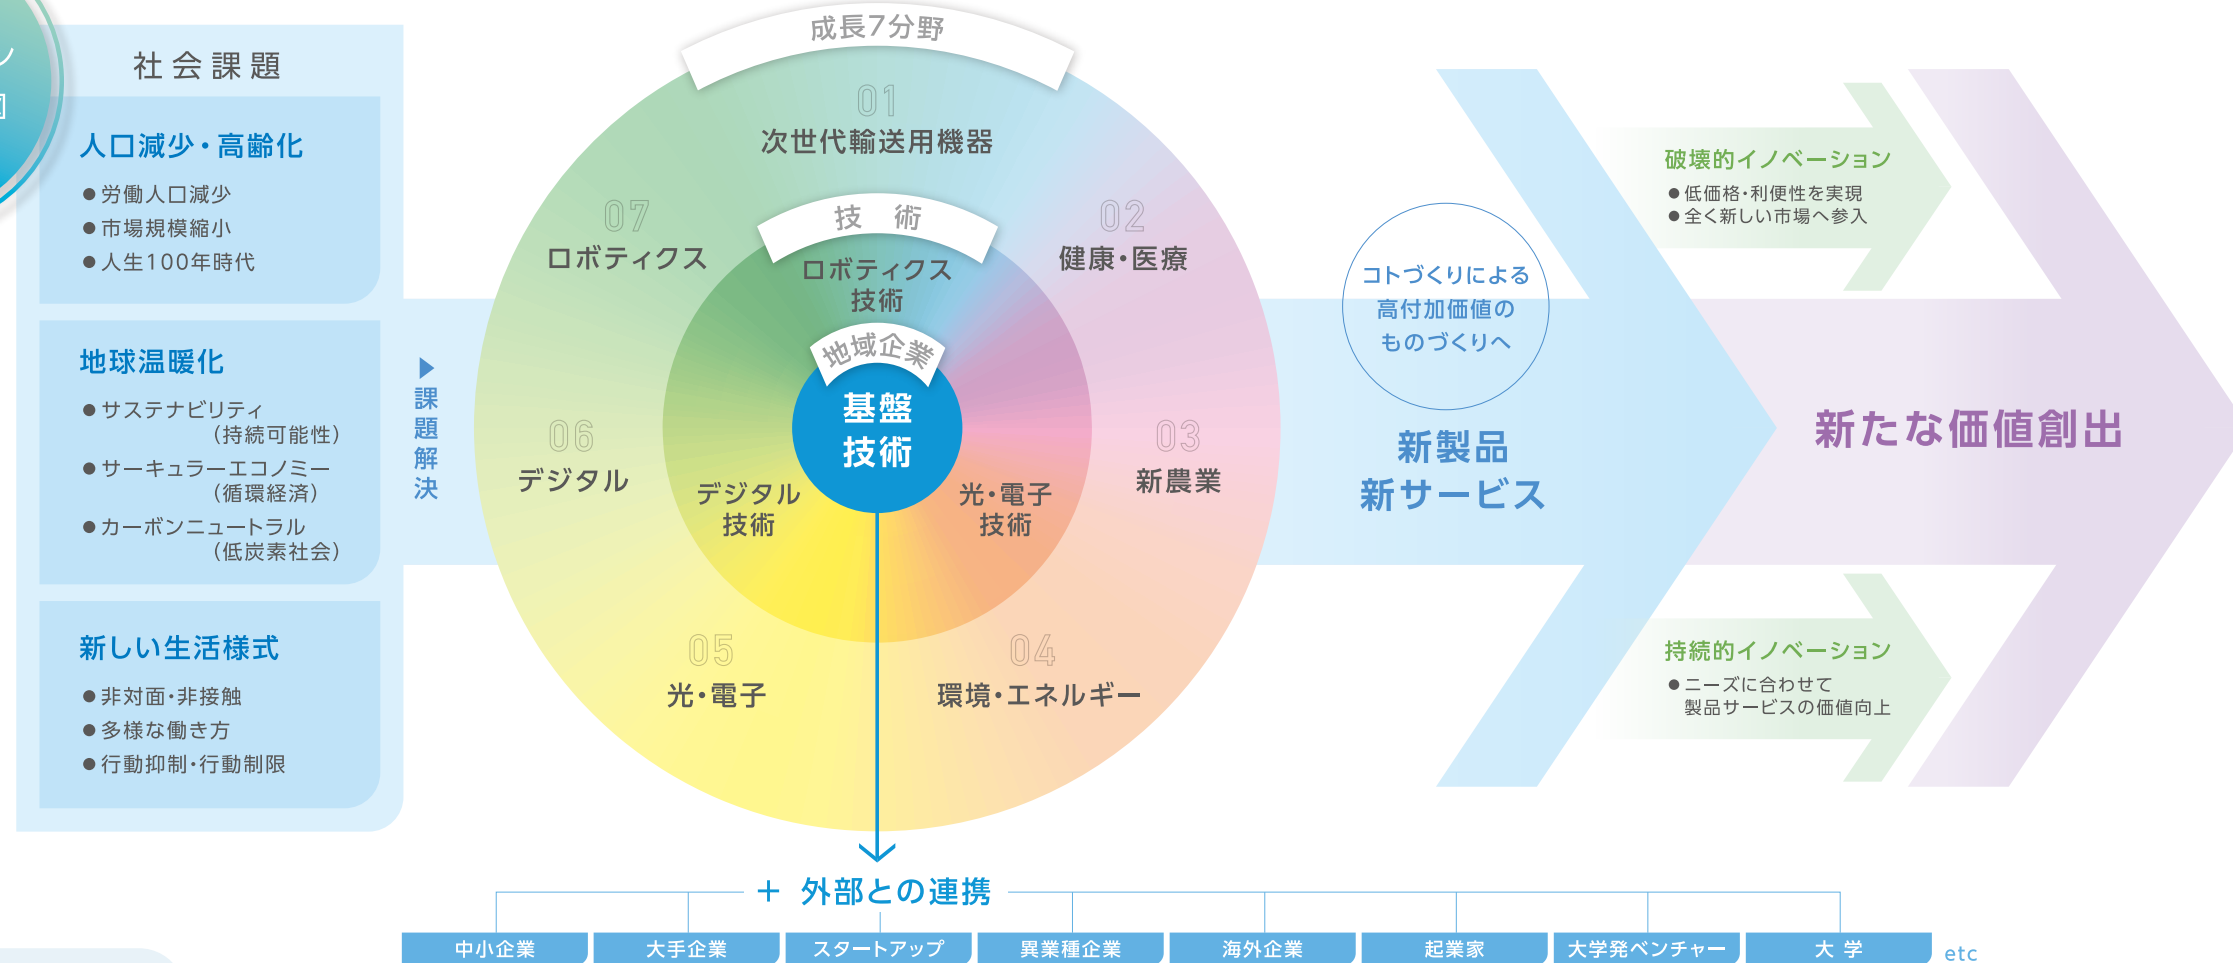 社会課題
人口減少・高齢化
●労働人口減少
●市場規模縮小
●人生100年時代
地球温暖化
●サステナビリティ
（持続可能性）
●サーキュラーエコノミー
（循環経済）
●カーボンニュートラル
（低炭素社会）
新しい生活様式
●非対面・非接触
●多様な働き方
●行動抑制・行動制限
▶課題解決
成長7分野
01
次世代輸送用機器
02
健康・医療
03
新農業
04
環境・エネルギー
05
光・電子
06
デジタル
07
ロボティクス
技術
ロボティクス
技術
光・電子
技術
デジタル
技術
地域企業
基盤
技術
コトづくりによる
高付加価値の
ものづくりへ
新製品
新サービス
破壊的イノベーション
●低価格・利便性を実現
●全く新しい市場へ参入
新たな価値創出
持続的イノベーション
●ニーズに合わせて
製品サービスの価値向上
＋ 外部との連携
中小企業
大手企業
スタートアップ
異業種企業
海外企業
起業家
大学発ベンチャー
大学
etc